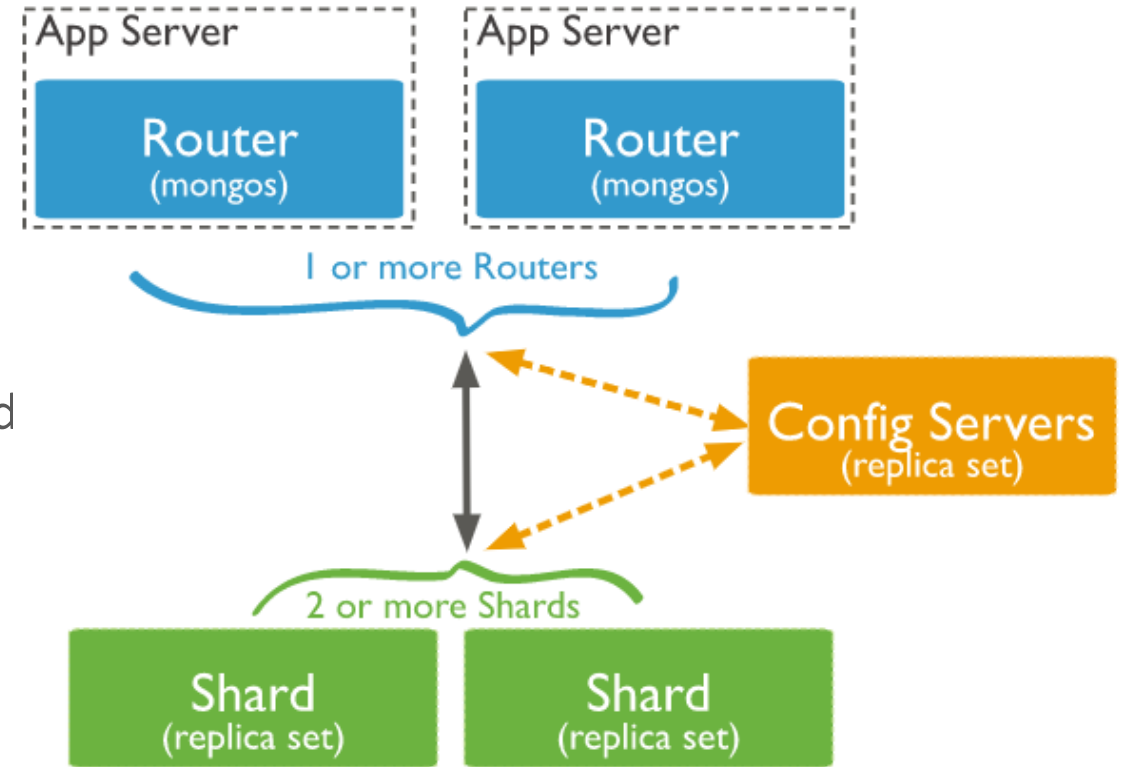 App Server
App Server
Router
(mongos)
Router
(mongos)
1 or more Routers
d
Config Servers
(replica set)
2 or more Shards
Shard
(replica set)
Shard
(replica set)